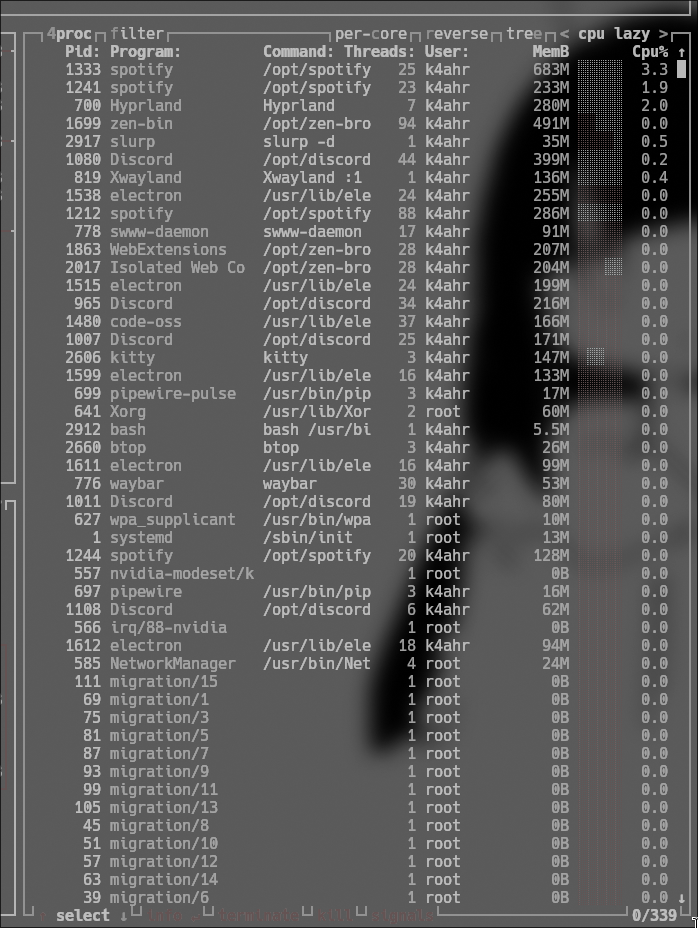 4proc filter per-core reverse tree < cpu lazy >
Pid: Program: Command: Threads: User: MemB Cpu% ↑
1333 spotify /opt/spotify 25 k4ahr 683M 3.3
1241 spotify /opt/spotify 23 k4ahr 233M 1.9
700 Hyprland Hyprland 7 k4ahr 280M 2.0
1699 zen-bin /opt/zen-bro 94 k4ahr 491M 0.0
2917 slurp slurp -d 1 k4ahr 35M 0.5
1080 Discord /opt/discord 44 k4ahr 399M 0.2
819 Xwayland Xwayland :1 1 k4ahr 136M 0.4
1538 electron /usr/lib/ele 24 k4ahr 255M 0.0
1212 spotify /opt/spotify 88 k4ahr 286M 0.0
778 swww-daemon swww-daemon 17 k4ahr 91M 0.0
1863 WebExtensions /opt/zen-bro 28 k4ahr 207M 0.0
2017 Isolated Web Co /opt/zen-bro 28 k4ahr 204M 0.0
1515 electron /usr/lib/ele 24 k4ahr 199M 0.0
965 Discord /opt/discord 34 k4ahr 216M 0.0
1480 code-oss /usr/lib/ele 37 k4ahr 166M 0.0
1007 Discord /opt/discord 25 k4ahr 171M 0.0
2606 kitty kitty 3 k4ahr 147M 0.0
1599 electron /usr/lib/ele 16 k4ahr 133M 0.0
699 pipewire-pulse /usr/bin/pip 3 k4ahr 17M 0.0
641 Xorg /usr/lib/Xor 2 root 60M 0.0
2912 bash bash /usr/bi 1 k4ahr 5.5M 0.0
2660 btop btop 3 k4ahr 26M 0.0
1611 electron /usr/lib/ele 16 k4ahr 99M 0.0
776 waybar waybar 30 k4ahr 53M 0.0
1011 Discord /opt/discord 19 k4ahr 80M 0.0
627 wpa_supplicant /usr/bin/wpa 1 root 10M 0.0
1 systemd /sbin/init 1 root 13M 0.0
1244 spotify /opt/spotify 20 k4ahr 128M 0.0
557 nvidia-modeset/k 1 root 0B 0.0
697 pipewire /usr/bin/pip 3 k4ahr 16M 0.0
1108 Discord /opt/discord 6 k4ahr 62M 0.0
566 irq/88-nvidia 1 root 0B 0.0
1612 electron /usr/lib/ele 18 k4ahr 94M 0.0
585 NetworkManager /usr/bin/Net 4 root 24M 0.0
111 migration/15 1 root 0B 0.0
69 migration/1 1 root 0B 0.0
75 migration/3 1 root 0B 0.0
81 migration/5 1 root 0B 0.0
87 migration/7 1 root 0B 0.0
93 migration/9 1 root 0B 0.0
99 migration/11 1 root 0B 0.0
105 migration/13 1 root 0B 0.0
45 migration/8 1 root 0B 0.0
51 migration/10 1 root 0B 0.0
57 migration/12 1 root 0B 0.0
63 migration/14 1 root 0B 0.0
39 migration/6 1 root 0B 0.0 ↓
select ↓ 0/339